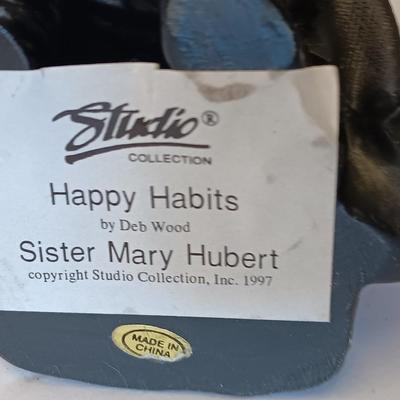 Studio®
COLLECTION
Happy Habits
by Deb Wood
Sister Mary Hubert
copyright Studio Collection, Inc. 1997
MADE IN
CHINA